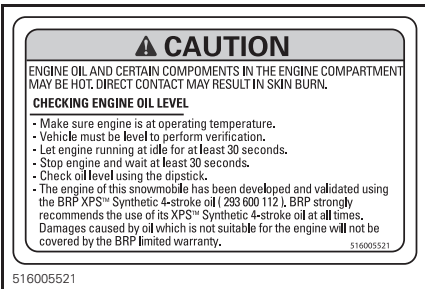 CAUTION
ENGINE OIL AND CERTAIN COMPOMENTS IN THE ENGINE COMPARTMENT
MAY BE HOT. DIRECT CONTACT MAY RESULT IN SKIN BURN.
CHECKING ENGINE OIL LEVEL
- Make sure engine is at operating temperature.
- Vehicle must be level to perform verification.
- Let engine running at idle for at least 30 seconds.
- Stop engine and wait at least 30 seconds.
- Check oil level using the dipstick.
- The engine of this snowmobile has been developed and validated using
the BRP XPS™ Synthetic 4-stroke oil ( 293 600 112 ). BRP strongly
recommends the use of its XPS™ Synthetic 4-stroke oil at all times.
Damages caused by oil which is not suitable for the engine will not be
covered by the BRP limited warranty.
516005521
516005521